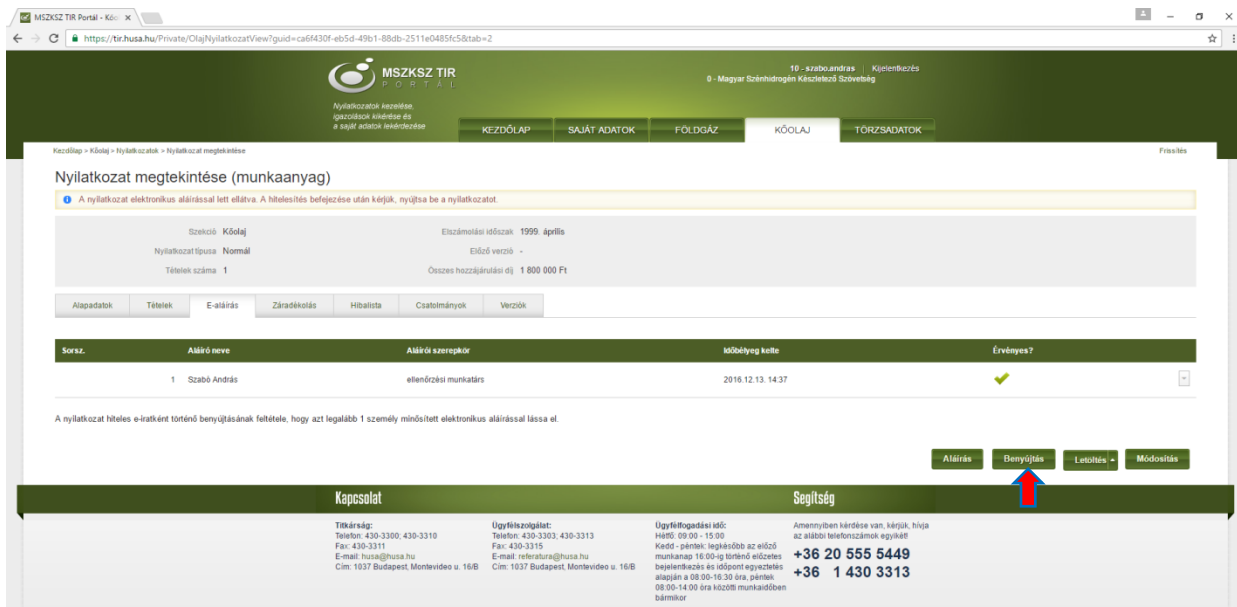 MSZKSZ TIR Portál - Kőo
https://tir.husa.hu/Private/OlajNyilatkozatView?guid=ca6f430f-eb5d-49b1-88db-2511e0485fc5&tab=2
MSZKSZ TIR
PORTÁL
10 - szabo.andras | Kijelentkezés
0 - Magyar Szénhidrogén Készletező Szövetség
Nyilatkozatok kezelése,
igazolások kikérése és
a saját adatok lekérdezése
KEZDŐLAP SAJÁT ADATOK FÖLDGÁZ KŐOLAJ TÖRZSADATOK
Kezdőlap > Kőolaj > Nyilatkozatok > Nyilatkozat megtekintése Frissítés
Nyilatkozat megtekintése (munkaanyag)
A nyilatkozat elektronikus aláírással lett ellátva. A hitelesítés befejezése után kérjük, nyújtsa be a nyilatkozatot.
Szekció Kőolaj Elszámolási időszak 1999. április
Nyilatkozat típusa Normál Előző verzió -
Tételek száma 1 Összes hozzájárulási díj 1 800 000 Ft
Alapadatok Tételek E-aláírás Záradékolás Hibalista Csatolmányok Verziók
Sorsz. Aláíró neve Aláírói szerepkör Időbélyeg kelte Érvényes?
1 Szabó András ellenőrzési munkatárs 2016.12.13. 14:37
A nyilatkozat hiteles e-iratként történő benyújtásának feltétele, hogy azt legalább 1 személy minősített elektronikus aláírással lássa el.
Aláírás Benyújtás Letöltés Módosítás
Kapcsolat Segítség
Titkárság:
Telefon: 430-3300; 430-3310
Fax: 430-3311
E-mail: husa@husa.hu
Cím: 1037 Budapest, Montevideo u. 16/B
Ügyfélszolgálat:
Telefon: 430-3303; 430-3313
Fax: 430-3315
E-mail: referatura@husa.hu
Cím: 1037 Budapest, Montevideo u. 16/B
Ügyfélfogadási idő:
Hétfő: 09:00 - 15:00
Kedd - péntek: legkésőbb az előző
munkanap 16:00-ig történő előzetes
bejelentkezés és időpont egyeztetés
alapján a 08:00-16:30 óra, péntek
08:00-14:00 óra közötti munkaidőben
bármikor
Amennyiben kérdése van, kérjük, hívja
az alábbi telefonszámok egyikét!
+36 20 555 5449
+36 1 430 3313